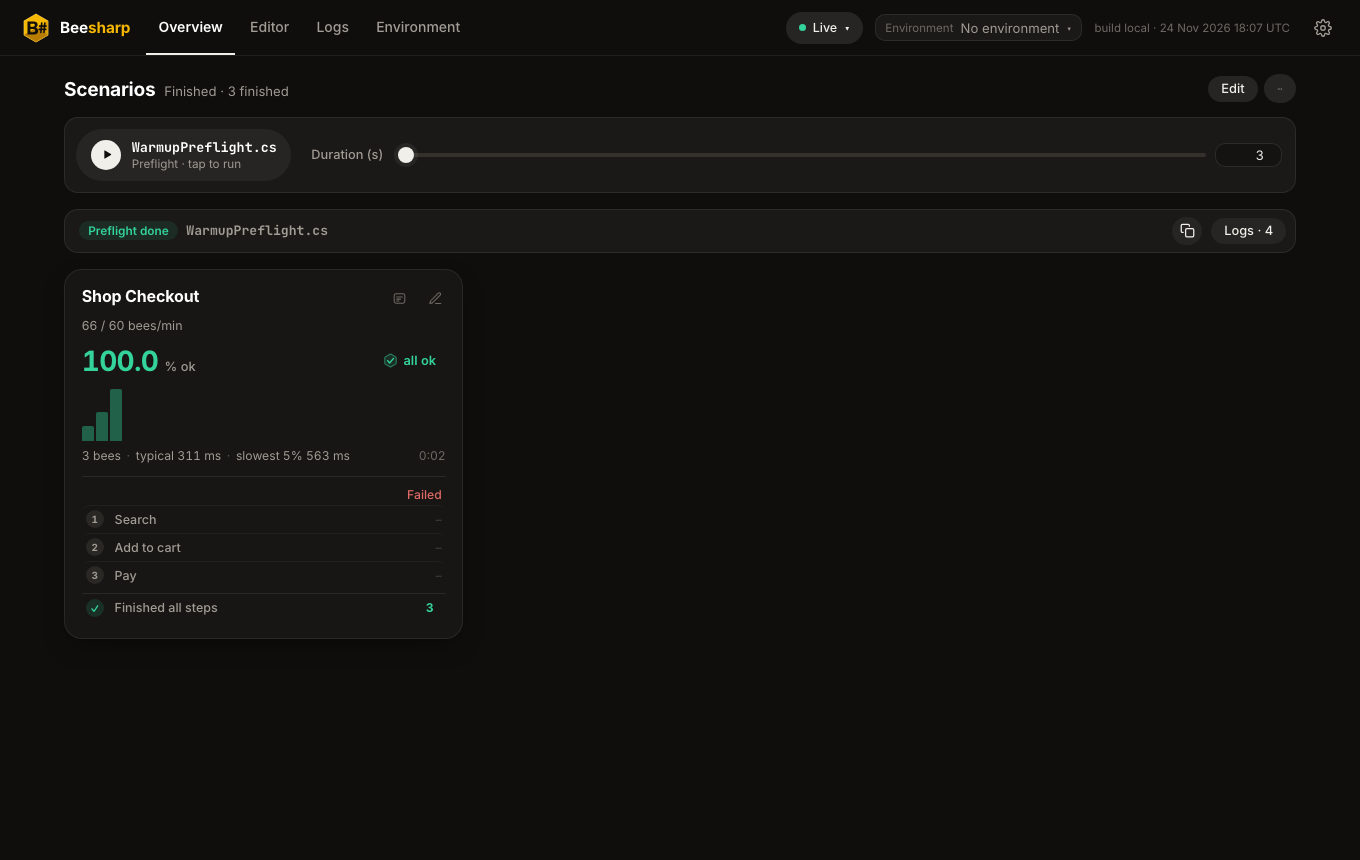 B# Beesharp Overview Editor Logs Environment Live Environment No environment build local · 24 Nov 2026 18:07 UTC
Scenarios Finished · 3 finished Edit
WarmupPreflight.cs
Preflight · tap to run
Duration (s) 3
Preflight done WarmupPreflight.cs Logs · 4
Shop Checkout
66 / 60 bees/min
100.0 % ok all ok
3 bees · typical 311 ms · slowest 5% 563 ms 0:02
Failed
1 Search –
2 Add to cart –
3 Pay –
Finished all steps 3